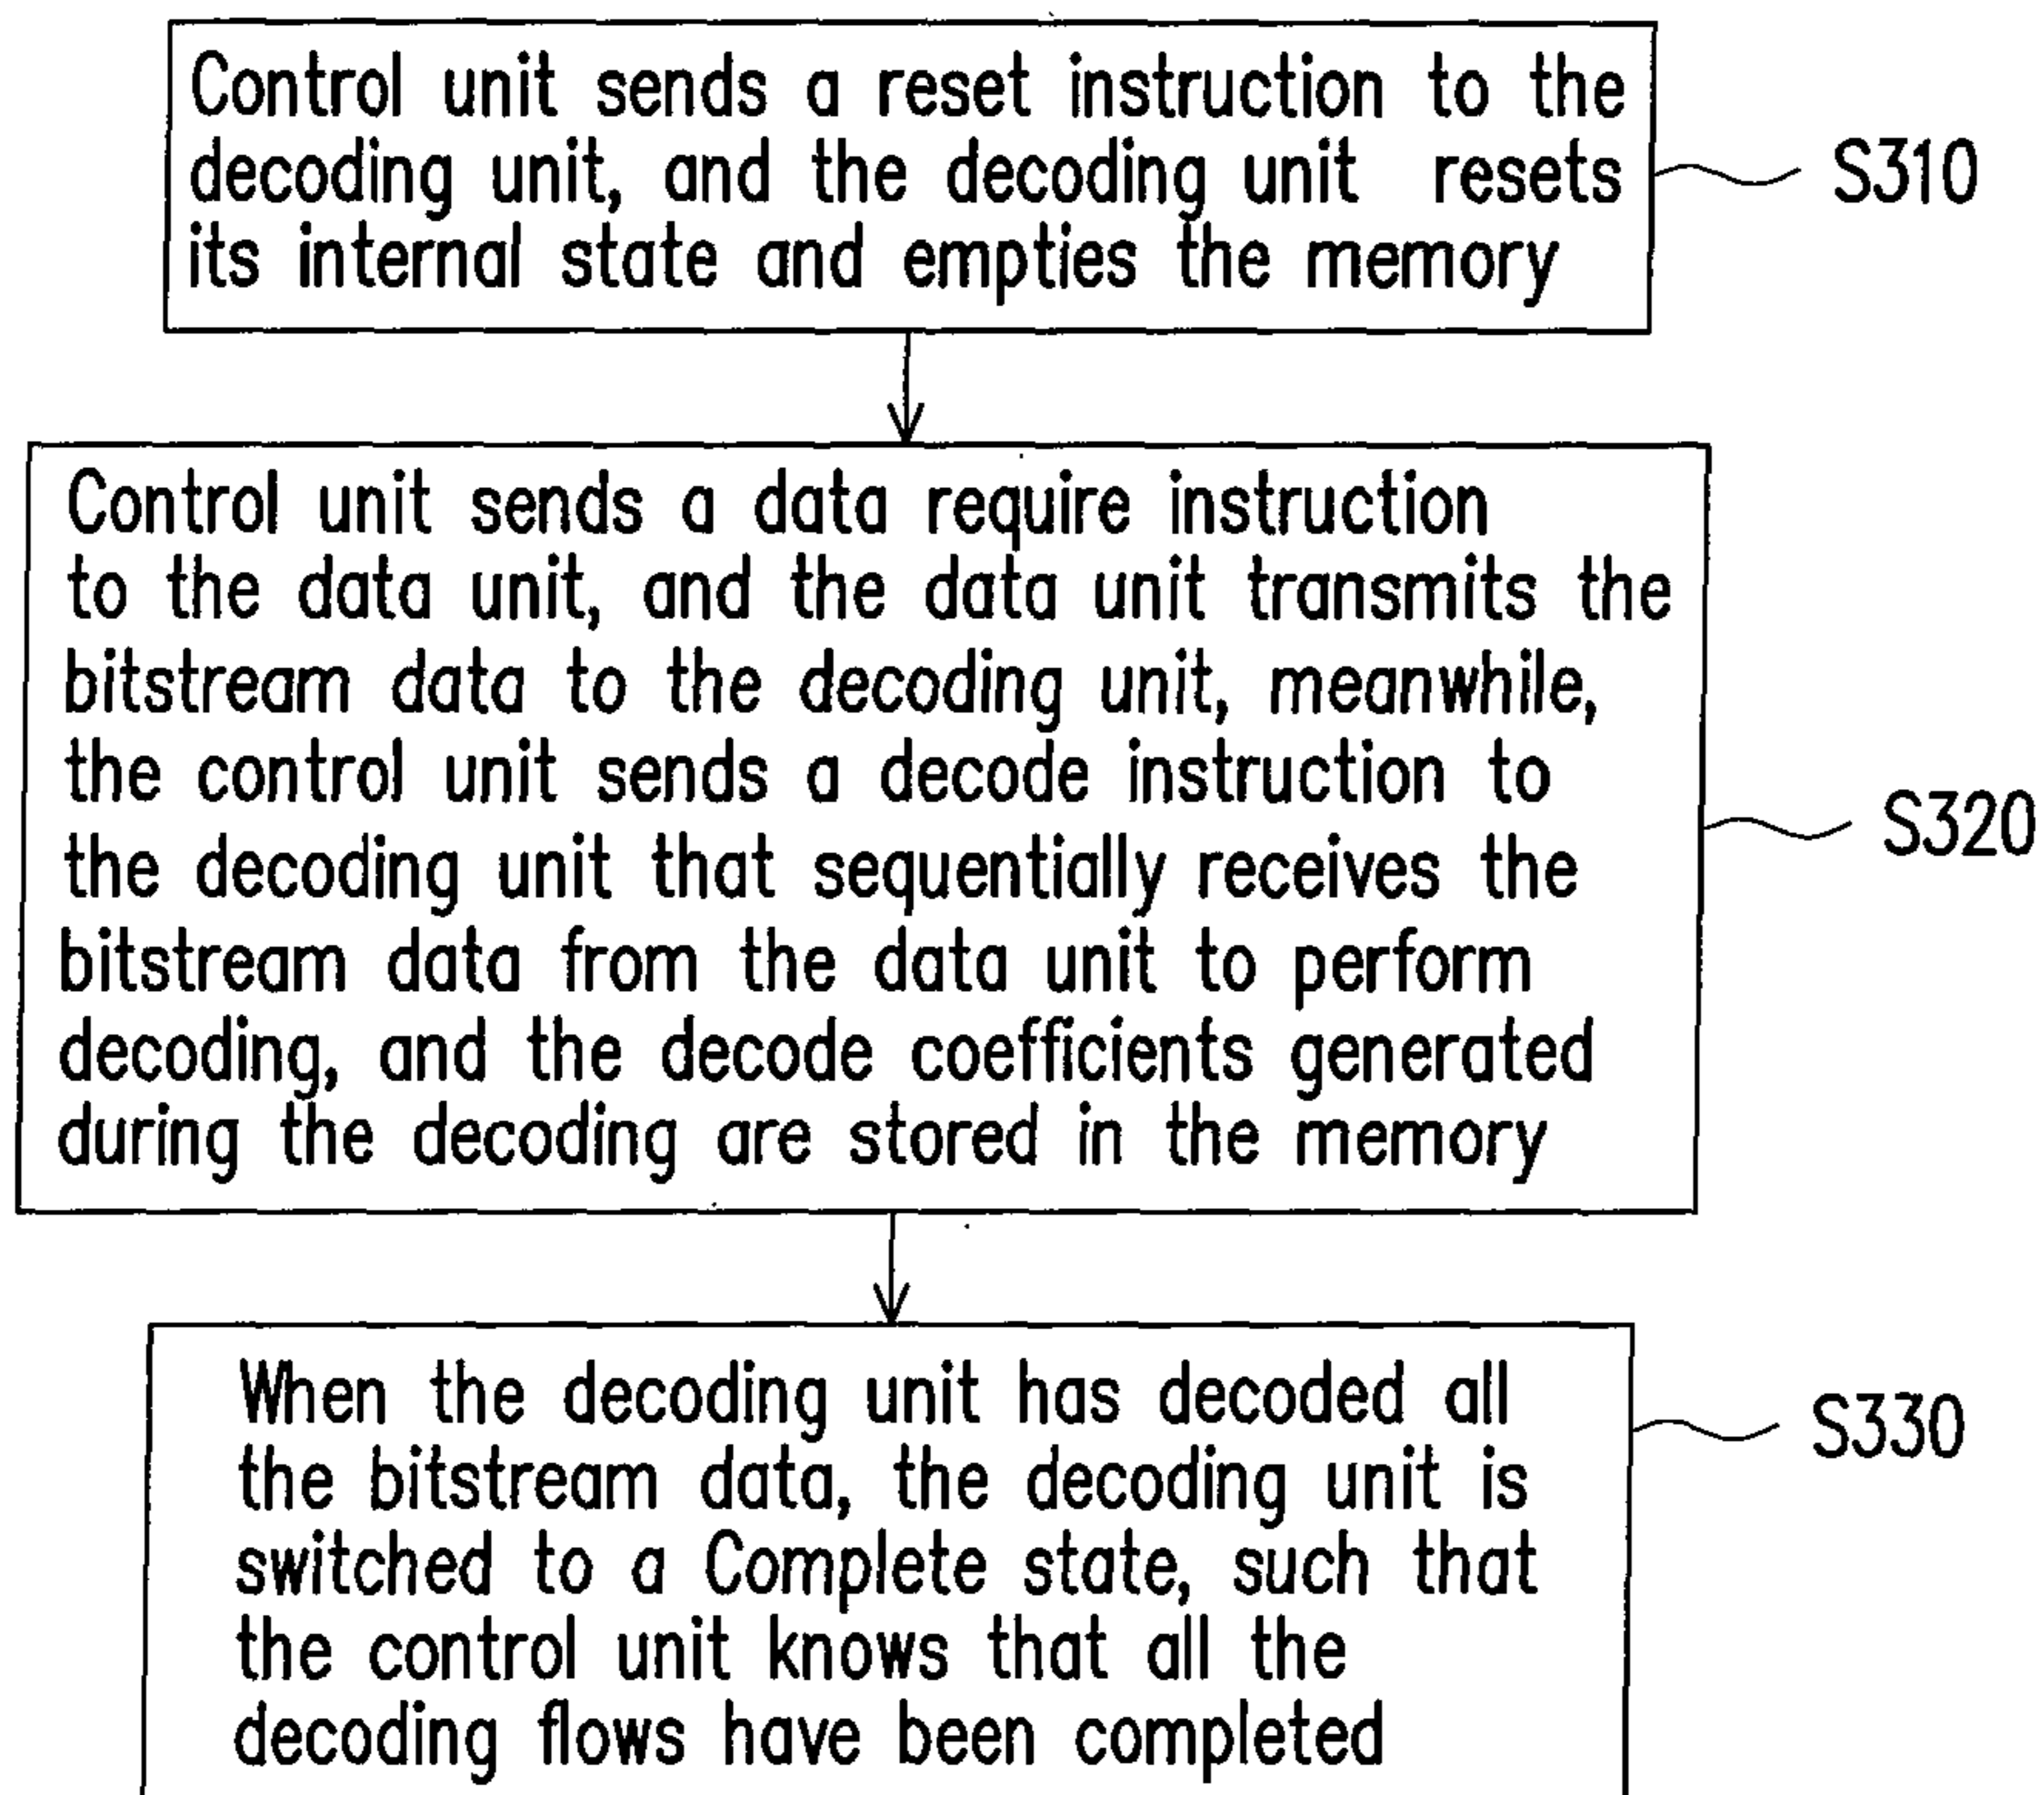 Control unit sends a reset instruction to the
decoding unit, and the decoding unit resets
its internal state and empties the memory
S310
Control unit sends a data require instruction
to the data unit, and the data unit transmits the
bitstream data to the decoding unit, meanwhile,
the control unit sends a decode instruction to
the decoding unit that sequentially receives the
bitstream data from the data unit to perform
decoding, and the decode coefficients generated
during the decoding are stored in the memory
S320
When the decoding unit has decoded all
the bitstream data, the decoding unit is
switched to a Complete state, such that
the control unit knows that all the
decoding flows have been completed
S330